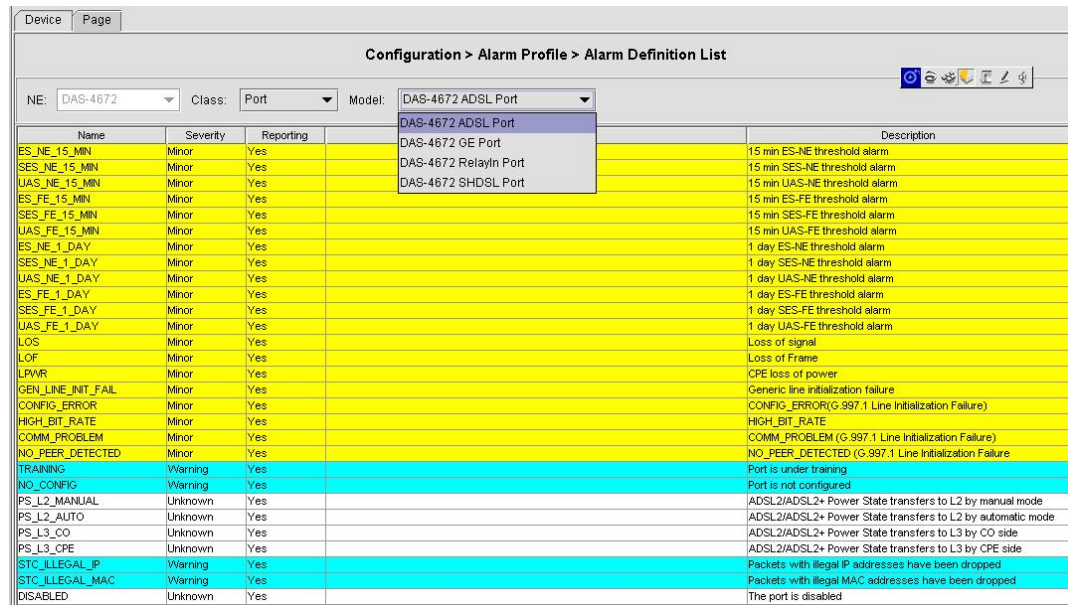 Device Page
Configuration > Alarm Profile > Alarm Definition List
NE: DAS-4672 Class: Port Model: DAS-4672 ADSL Port
DAS-4672 ADSL Port
DAS-4672 GE Port
DAS-4672 RelayIn Port
DAS-4672 SHDSL Port
Name Severity Reporting Description
ES_NE_15_MIN Minor Yes 15 min ES-NE threshold alarm
SES_NE_15_MIN Minor Yes 15 min SES-NE threshold alarm
UAS_NE_15_MIN Minor Yes 15 min UAS-NE threshold alarm
ES_FE_15_MIN Minor Yes 15 min ES-FE threshold alarm
SES_FE_15_MIN Minor Yes 15 min SES-FE threshold alarm
UAS_FE_15_MIN Minor Yes 15 min UAS-FE threshold alarm
ES_NE_1_DAY Minor Yes 1 day ES-NE threshold alarm
SES_NE_1_DAY Minor Yes 1 day SES-NE threshold alarm
UAS_NE_1_DAY Minor Yes 1 day UAS-NE threshold alarm
ES_FE_1_DAY Minor Yes 1 day ES-FE threshold alarm
SES_FE_1_DAY Minor Yes 1 day SES-FE threshold alarm
UAS_FE_1_DAY Minor Yes 1 day UAS-FE threshold alarm
LOS Minor Yes Loss of signal
LOF Minor Yes Loss of Frame
LPWR Minor Yes CPE loss of power
GEN_LINE_INIT_FAIL Minor Yes Generic line initialization failure
CONFIG_ERROR Minor Yes CONFIG_ERROR(G.997.1 Line Initialization Failure)
HIGH_BIT_RATE Minor Yes HIGH_BIT_RATE
COMM_PROBLEM Minor Yes COMM_PROBLEM (G.997.1 Line Initialization Failure)
NO_PEER_DETECTED Minor Yes NO_PEER_DETECTED (G.997.1 Line Initialization Failure
TRAINING Warning Yes Port is under training
NO_CONFIG Warning Yes Port is not configured
PS_L2_MANUAL Unknown Yes ADSL2/ADSL2+ Power State transfers to L2 by manual mode
PS_L2_AUTO Unknown Yes ADSL2/ADSL2+ Power State transfers to L2 by automatic mode
PS_L3_CO Unknown Yes ADSL2/ADSL2+ Power State transfers to L3 by CO side
PS_L3_CPE Unknown Yes ADSL2/ADSL2+ Power State transfers to L3 by CPE side
STC_ILLEGAL_IP Warning Yes Packets with illegal IP addresses have been dropped
STC_ILLEGAL_MAC Warning Yes Packets with illegal MAC addresses have been dropped
DISABLED Unknown Yes The port is disabled